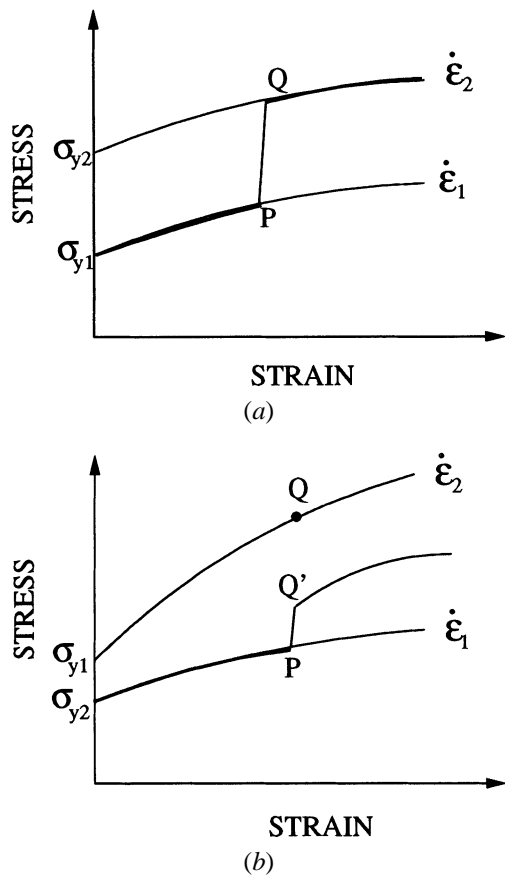 Q
ε̇₂
σy2
STRESS
ε̇₁
P
σy1
STRAIN
(a)
Q
ε̇₂
Q’
STRESS
σy1
ε̇₁
P
σy2
STRAIN
(b)